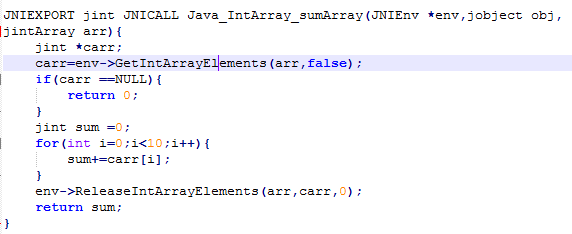 JNIEXPORT jint JNICALL Java_IntArray_sumArray(JNIEnv *env,jobject obj,
jintArray arr){
    jint *carr;
    carr=env->GetIntArrayElements(arr,false);
    if(carr ==NULL){
        return 0;
    }
    jint sum =0;
    for(int i=0;i<10;i++){
        sum+=carr[i];
    }
    env->ReleaseIntArrayElements(arr,carr,0);
    return sum;
}